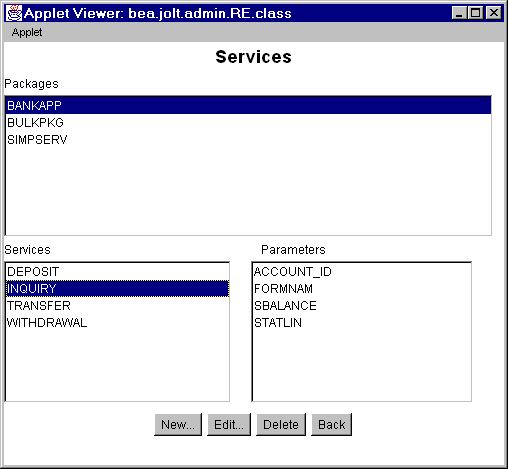 Applet Viewer: bea.jolt.admin.RE.class
Applet
Services
Packages
BANKAPP
BULKPKG
SIMPSERV
Services
DEPOSIT
INQUIRY
TRANSFER
WITHDRAWAL
Parameters
ACCOUNT_ID
FORMNAM
SBALANCE
STATLIN
New... Edit... Delete Back